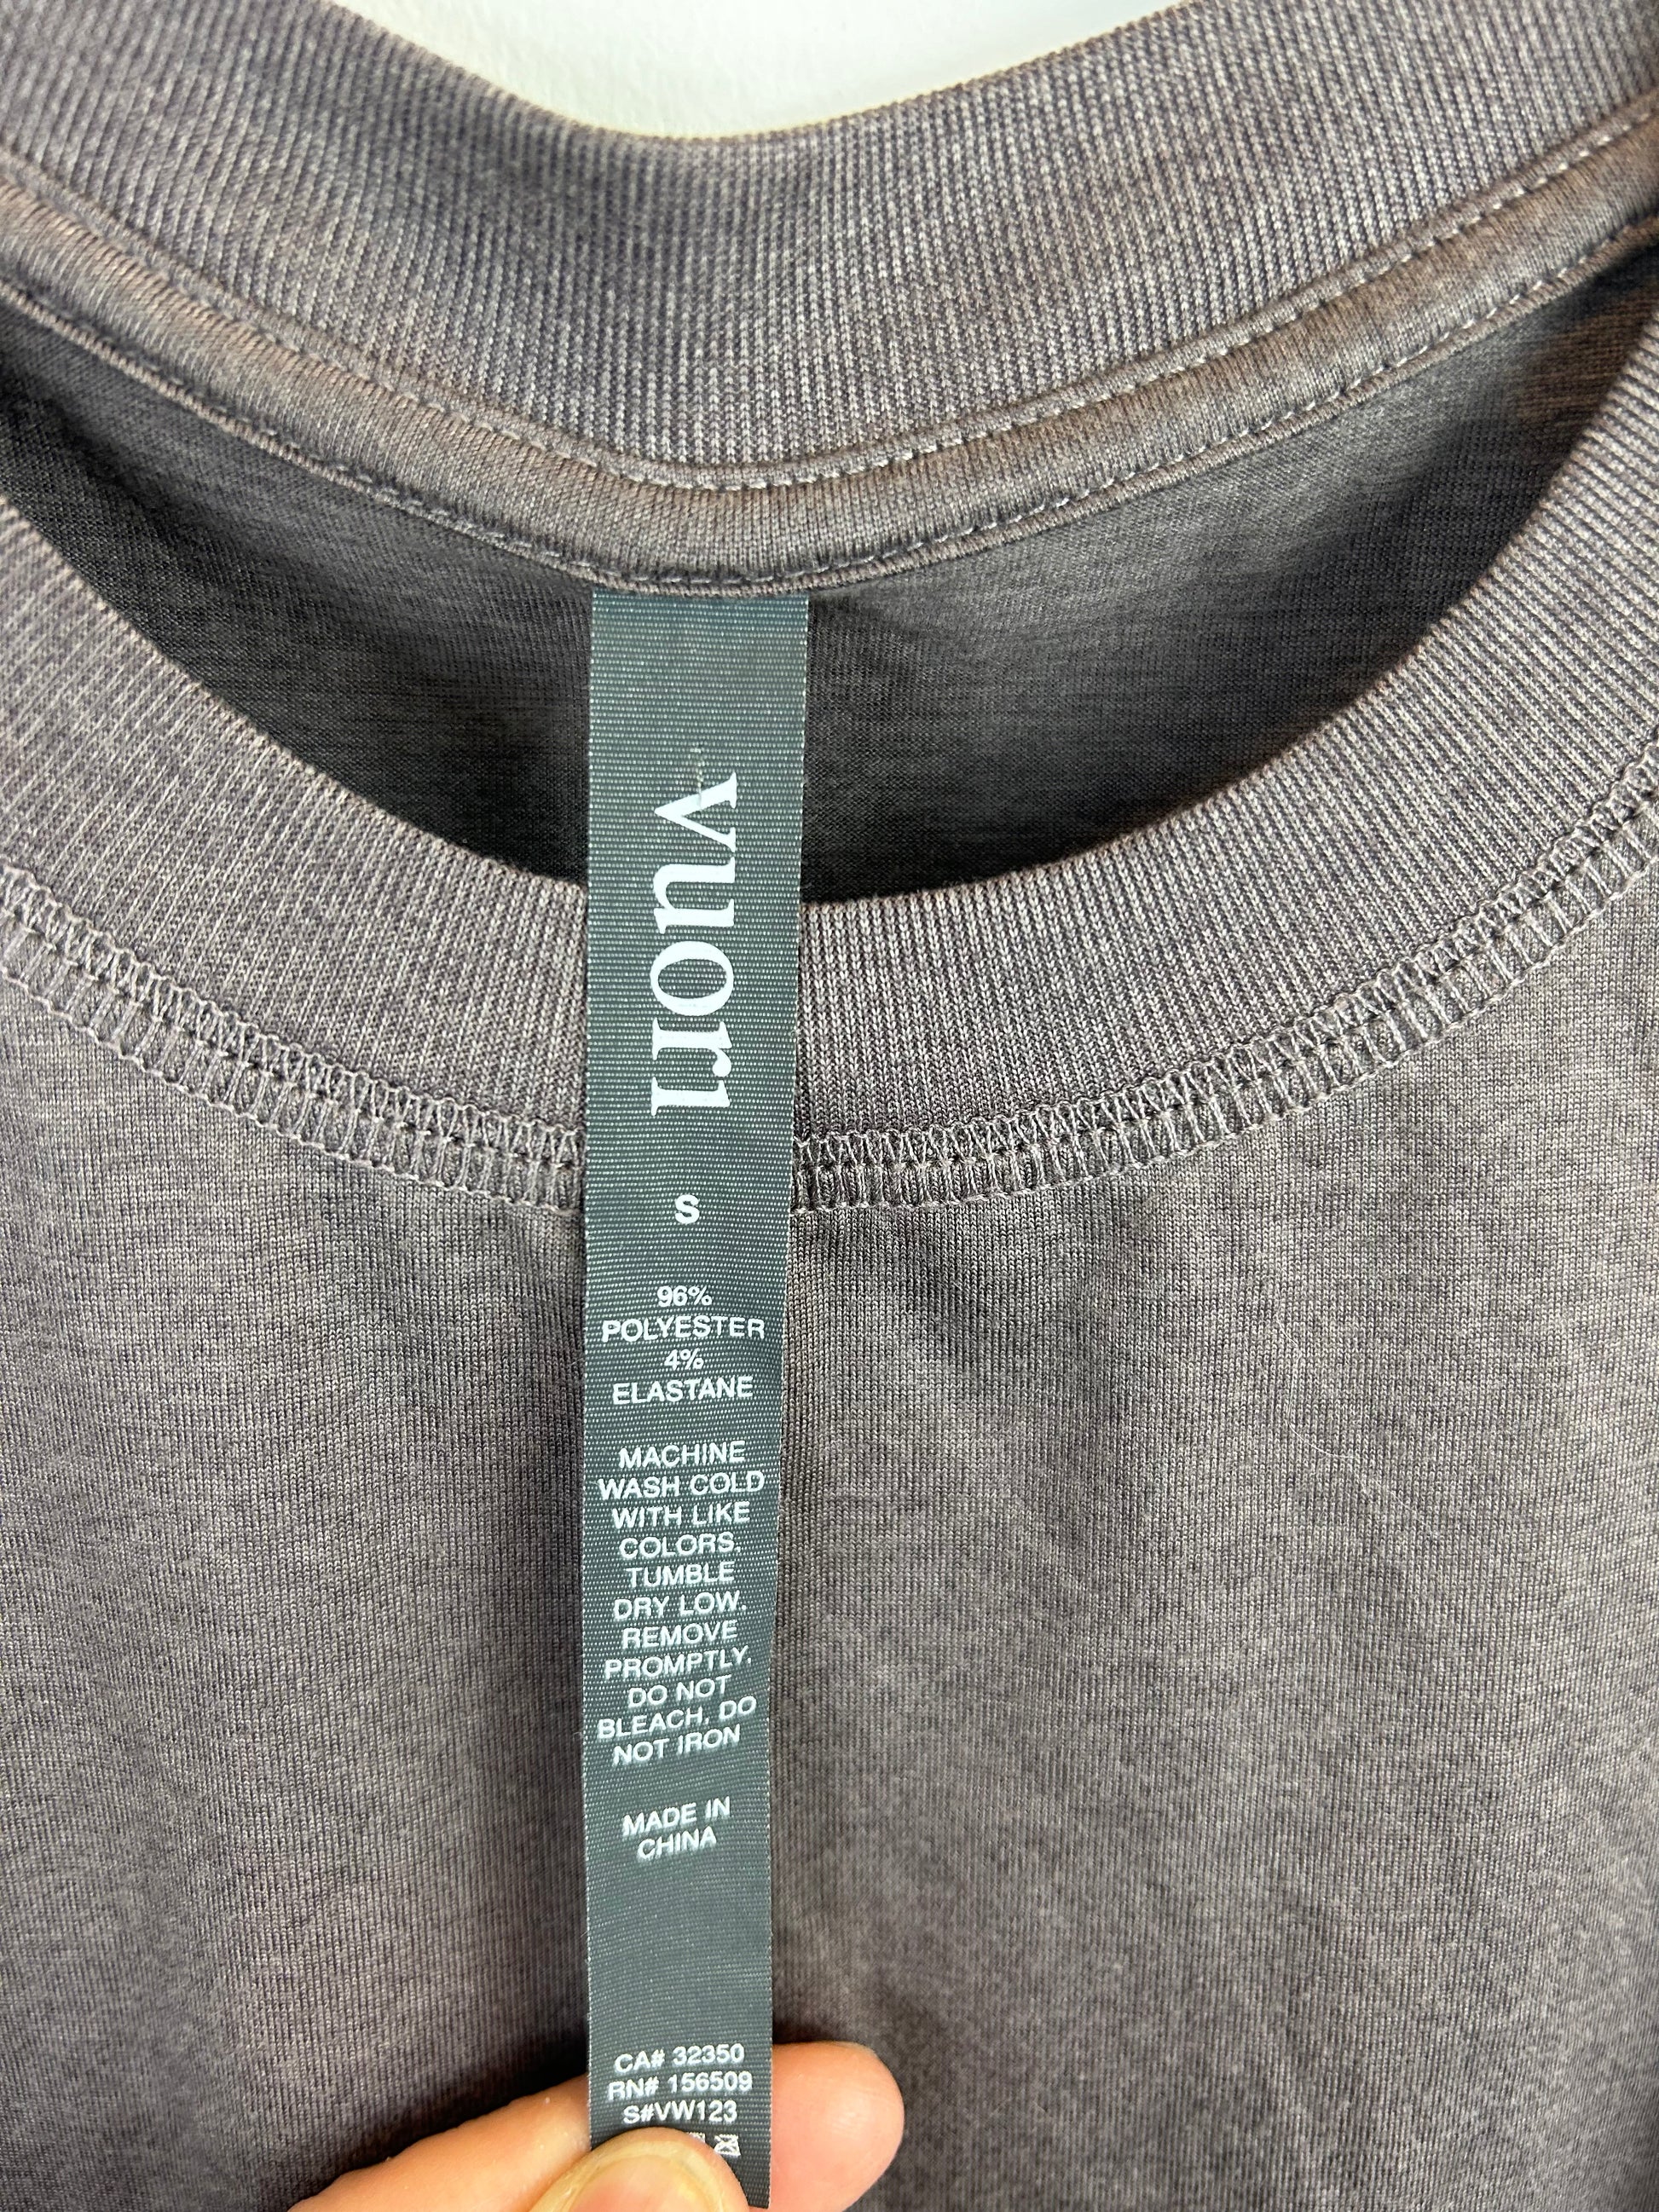 vuori
S
96%
POLYESTER
4%
ELASTANE
MACHINE
WASH COLD
WITH LIKE
COLORS.
TUMBLE
DRY LOW.
REMOVE
PROMPTLY.
DO NOT
BLEACH, DO
NOT IRON
MADE IN
CHINA
CA# 32350
RN# 156509
S#VW123